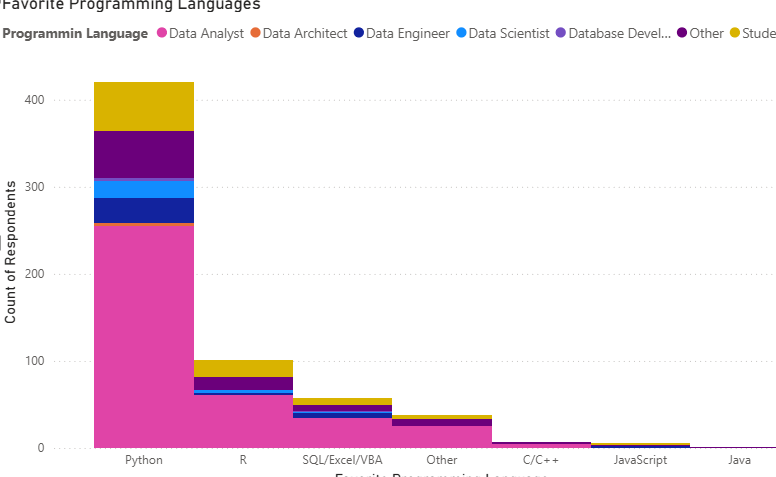 Favorite Programming Languages
Programmin Language Data Analyst Data Architect Data Engineer Data Scientist Database Devel... Other Stude
Count of Respondents
400
300
200
100
0
Python R SQL/Excel/VBA Other C/C++ JavaScript Java
Favorite Programming Language